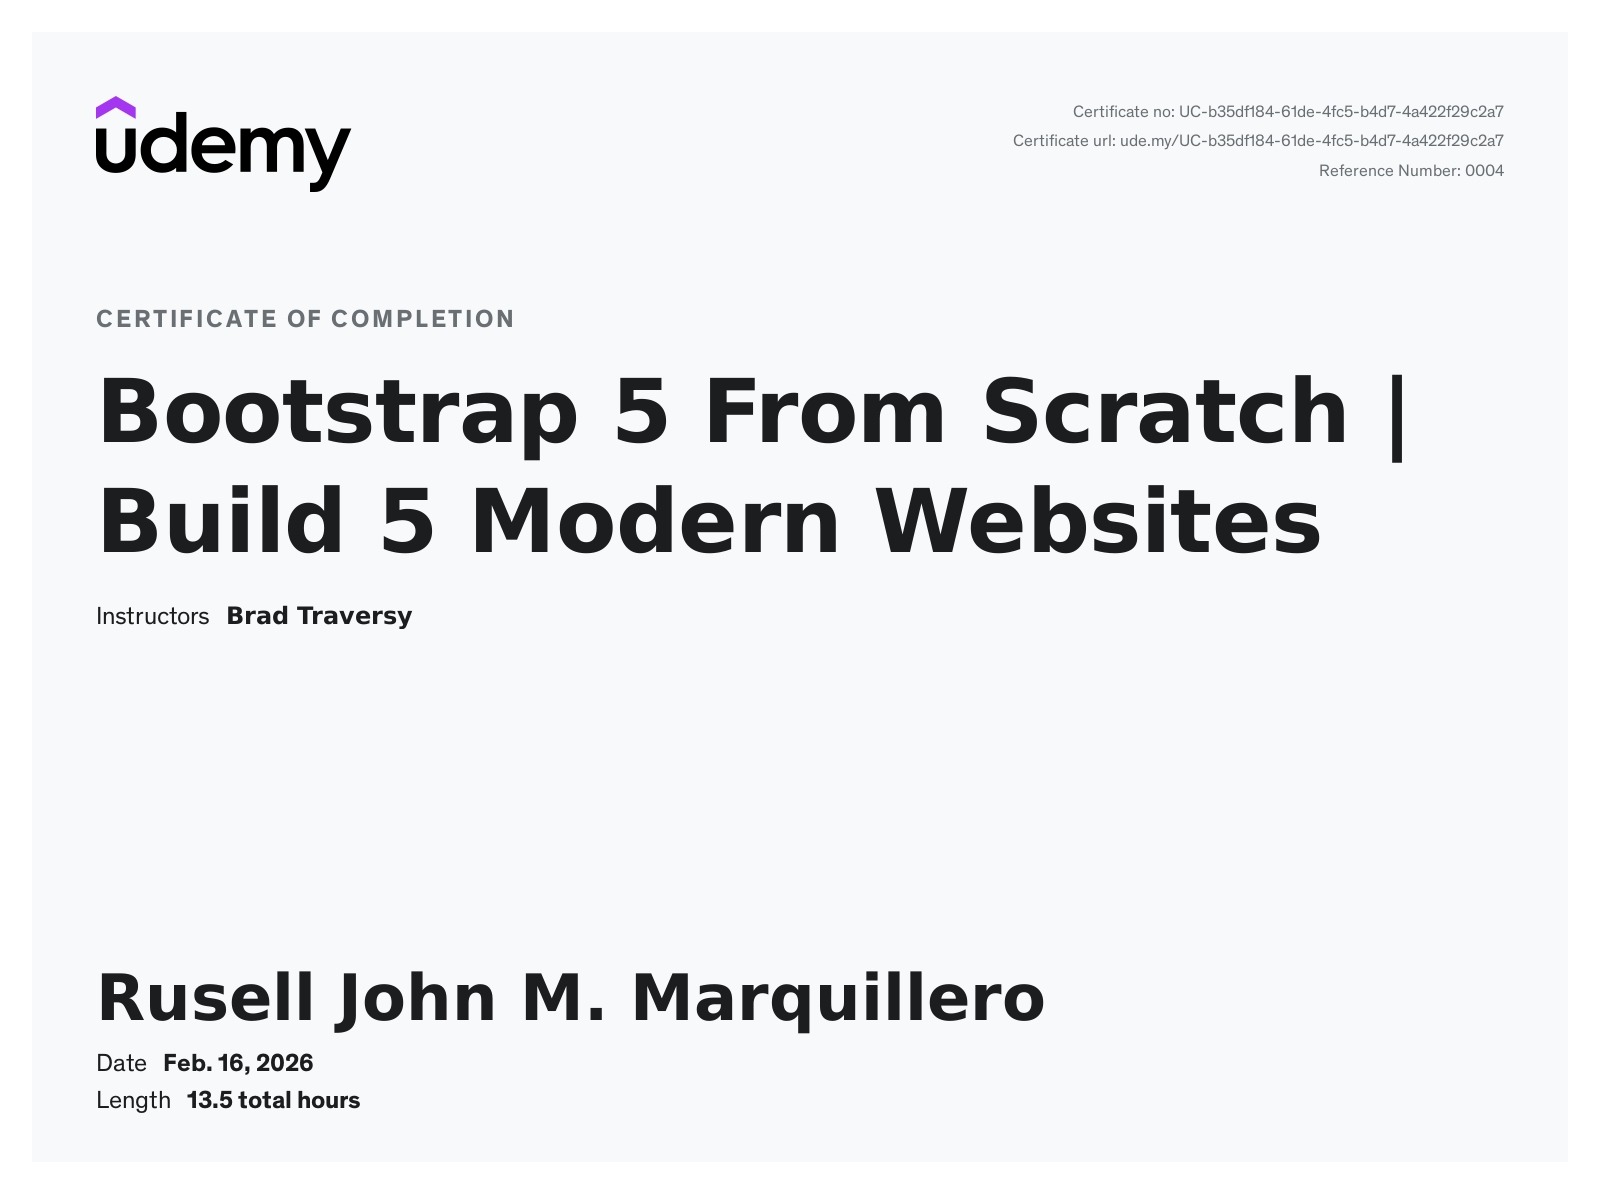 udemy
Certificate no: UC-b35df184-61de-4fc5-b4d7-4a422f29c2a7
Certificate url: ude.my/UC-b35df184-61de-4fc5-b4d7-4a422f29c2a7
Reference Number: 0004
CERTIFICATE OF COMPLETION
Bootstrap 5 From Scratch |
Build 5 Modern Websites
Instructors Brad Traversy
Rusell John M. Marquillero
Date Feb. 16, 2026
Length 13.5 total hours